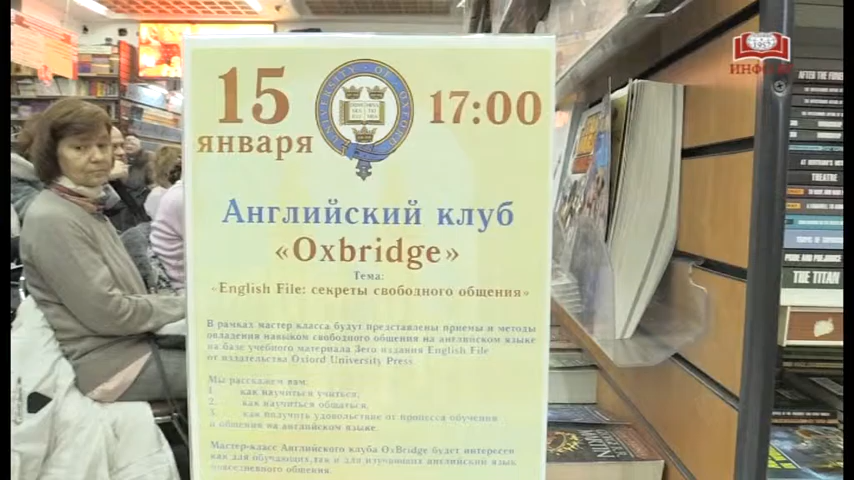 15
января
17:00
UNIVERSITY OF OXFORD
Английский клуб
«Oxbridge»
Тема:
«English File: секреты свободного общения»
В рамках мастер класса будут представлены приемы и методы
овладения навыком свободного общения на английском языке
на базе учебного материала 3его издания English File
от издательства Oxford University Press.
Мы расскажем вам:
1. как научиться учиться;
2. как научиться общаться;
3. как получить удовольствие от процесса обучения
и общения на английском языке.
Мастер-класс Английского клуба OxBridge будет интересен
как для обучающих, так и для изучающих английский язык
повседневного общения.
THEATRE
PRIDE AND PREJUDICE
THE TITAN